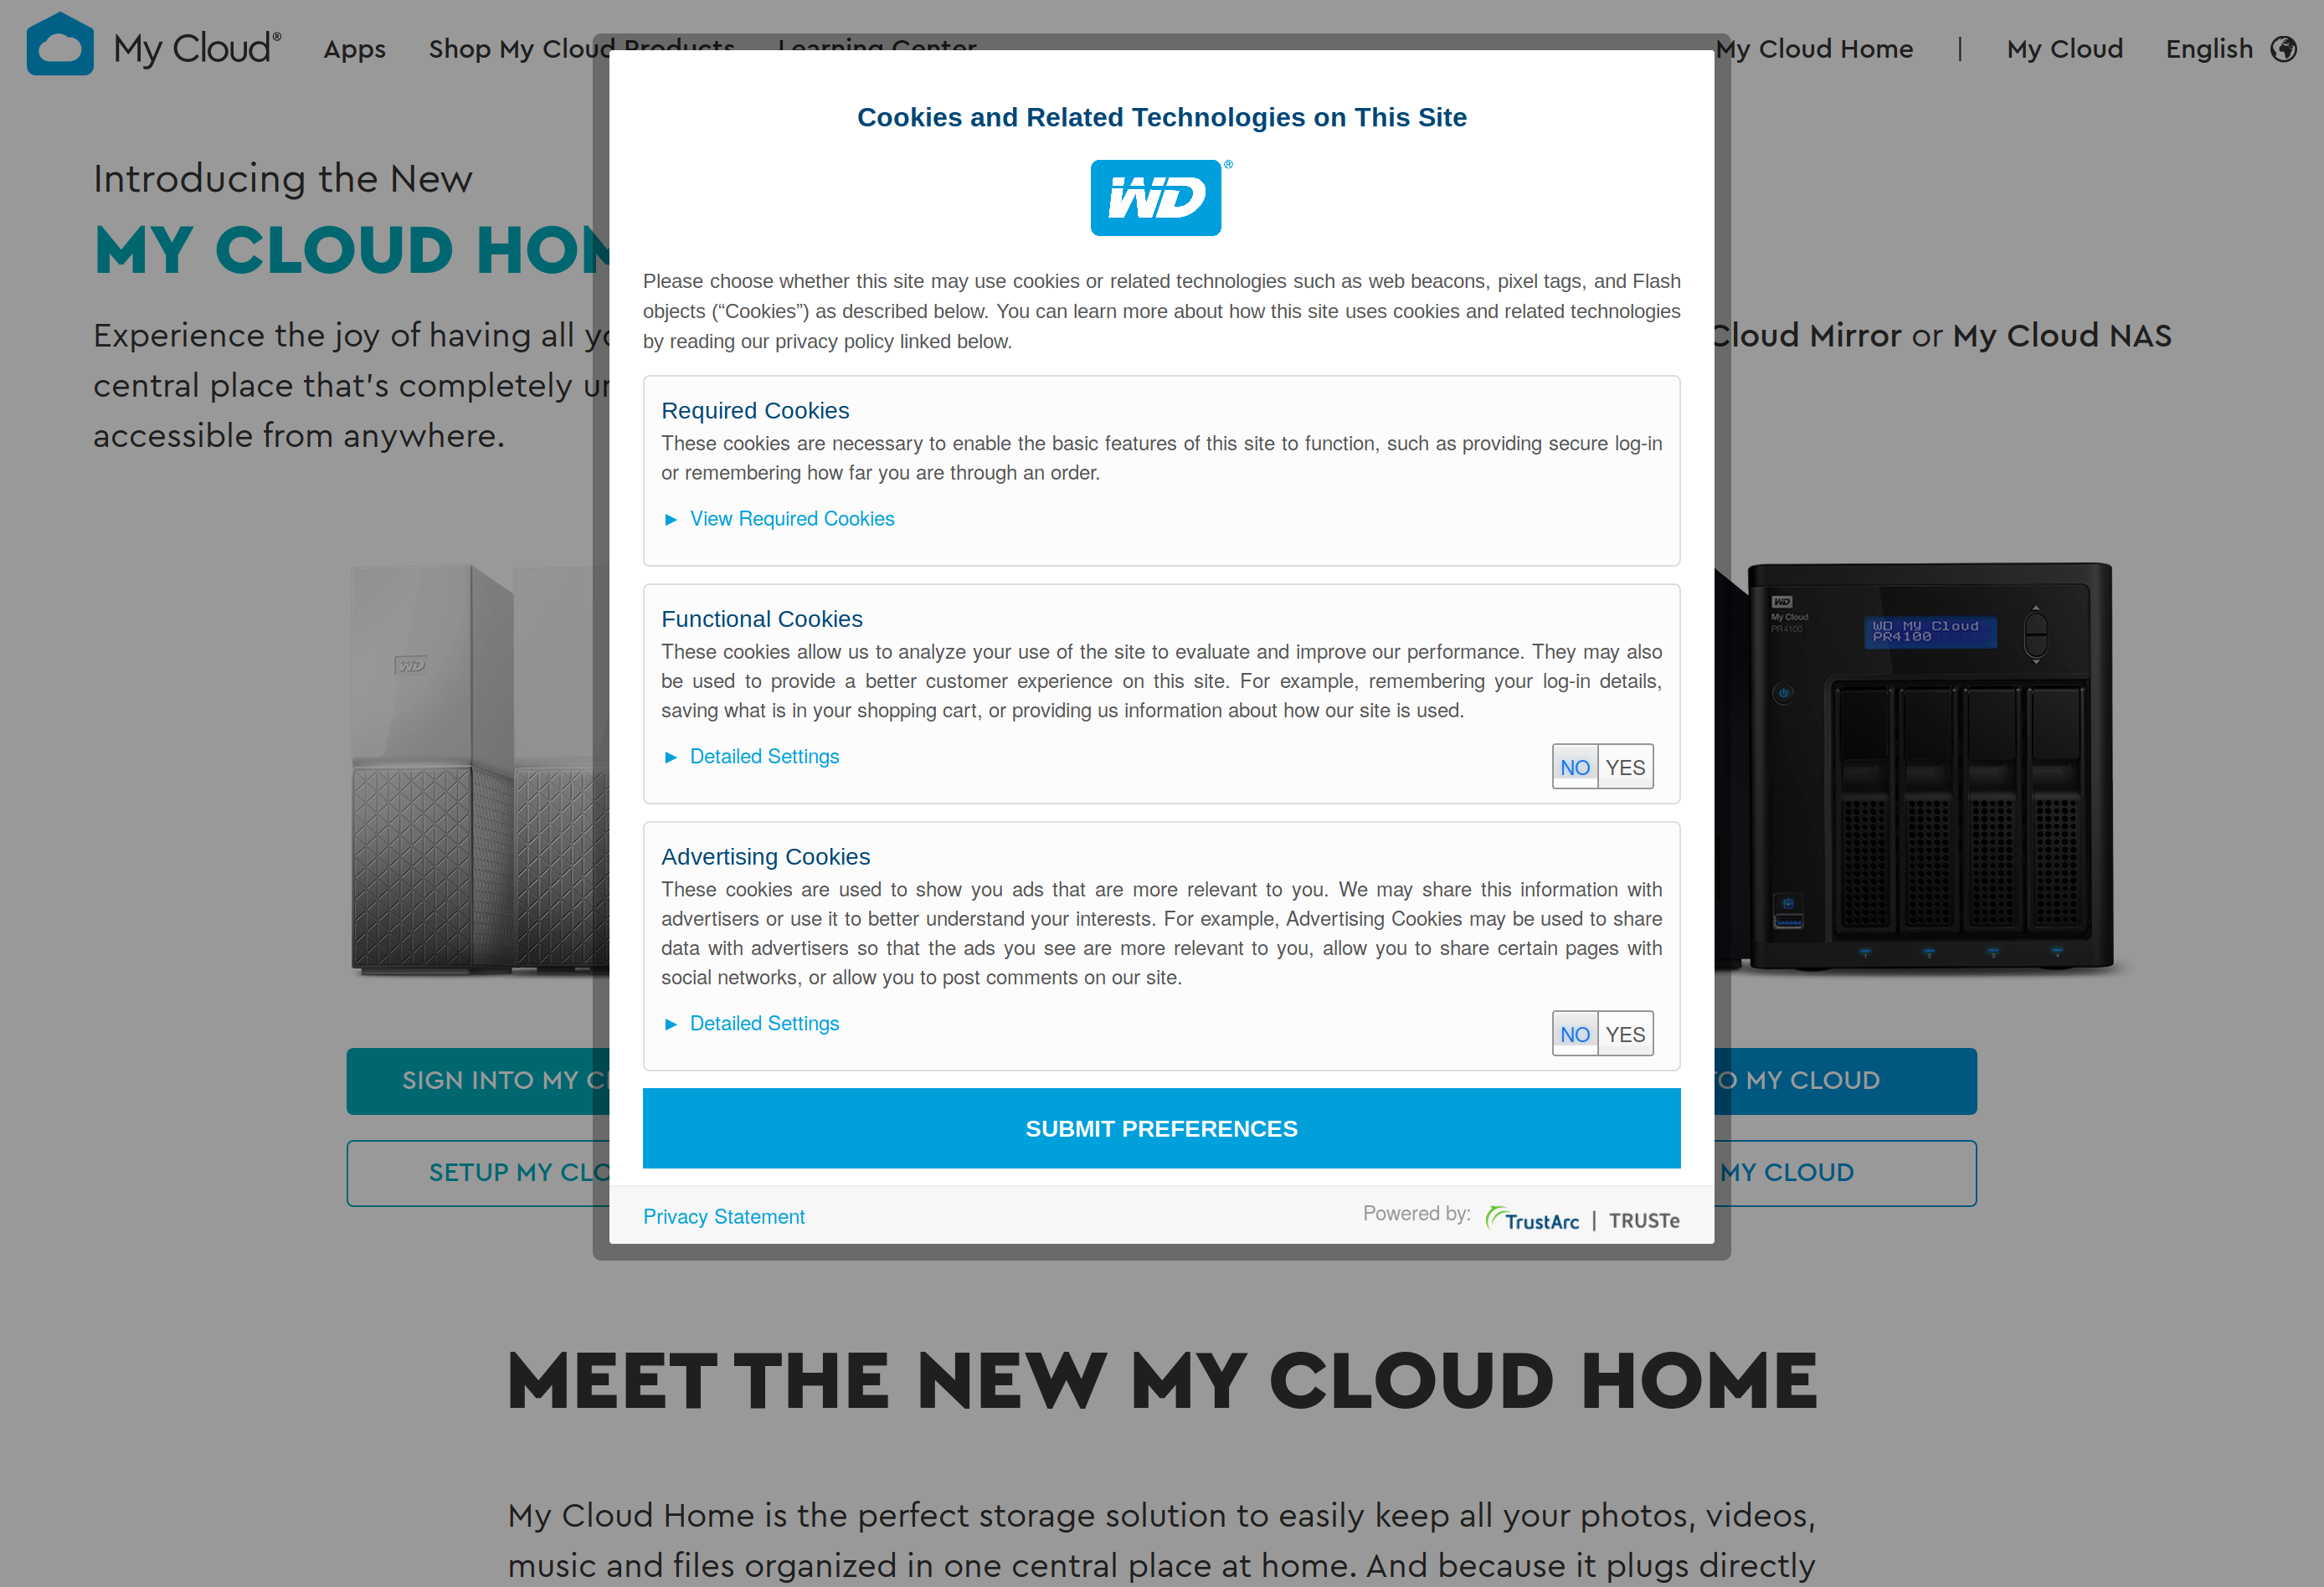 My Cloud®
Apps
Shop My Cloud Products
Learning Center
My Cloud Home
|
My Cloud
English
Introducing the New
MY CLOUD HOM
Experience the joy of having all yo
central place that's completely un
accessible from anywhere.
Cloud Mirror or My Cloud NAS
Cookies and Related Technologies on This Site
WD®
Please choose whether this site may use cookies or related technologies such as web beacons, pixel tags, and Flash
objects (“Cookies”) as described below. You can learn more about how this site uses cookies and related technologies
by reading our privacy policy linked below.
Required Cookies
These cookies are necessary to enable the basic features of this site to function, such as providing secure log-in
or remembering how far you are through an order.
► View Required Cookies
Functional Cookies
These cookies allow us to analyze your use of the site to evaluate and improve our performance. They may also
be used to provide a better customer experience on this site. For example, remembering your log-in details,
saving what is in your shopping cart, or providing us information about how our site is used.
► Detailed Settings
NO YES
Advertising Cookies
These cookies are used to show you ads that are more relevant to you. We may share this information with
advertisers or use it to better understand your interests. For example, Advertising Cookies may be used to share
data with advertisers so that the ads you see are more relevant to you, allow you to share certain pages with
social networks, or allow you to post comments on our site.
► Detailed Settings
NO YES
SUBMIT PREFERENCES
Privacy Statement
Powered by: TrustArc | TRUSTe
WD
WD
My Cloud
PR4100
WD My Cloud
PR4100
1 2 3 4
SIGN INTO MY C
TO MY CLOUD
SETUP MY CLO
MY CLOUD
MEET THE NEW MY CLOUD HOME
My Cloud Home is the perfect storage solution to easily keep all your photos, videos,
music and files organized in one central place at home. And because it plugs directly